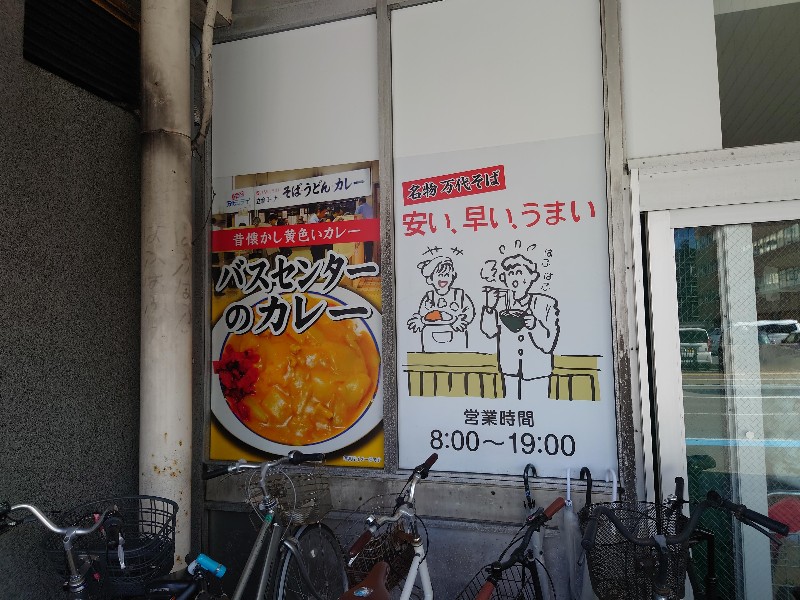 そばうどん カレー
昔懐かし黄色いカレー
バスセンター
のカレー
名物 万代そば
安い、早い、うまい
営業時間
8:00～19:00